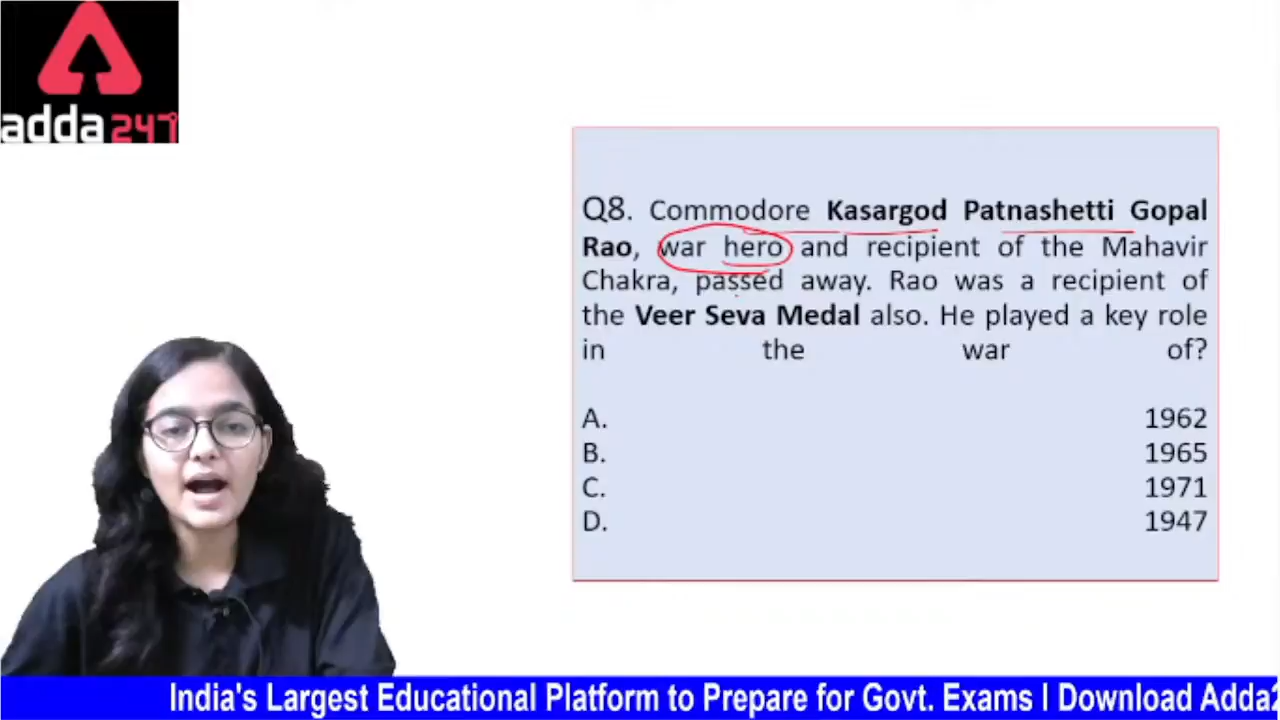 adda 247
Q8. Commodore Kasargod Patnashetti Gopal
Rao, war hero and recipient of the Mahavir
Chakra, passed away. Rao was a recipient of
the Veer Seva Medal also. He played a key role
in the war of?
A. 1962
B. 1965
C. 1971
D. 1947
India's Largest Educational Platform to Prepare for Govt. Exams I Download Adda2